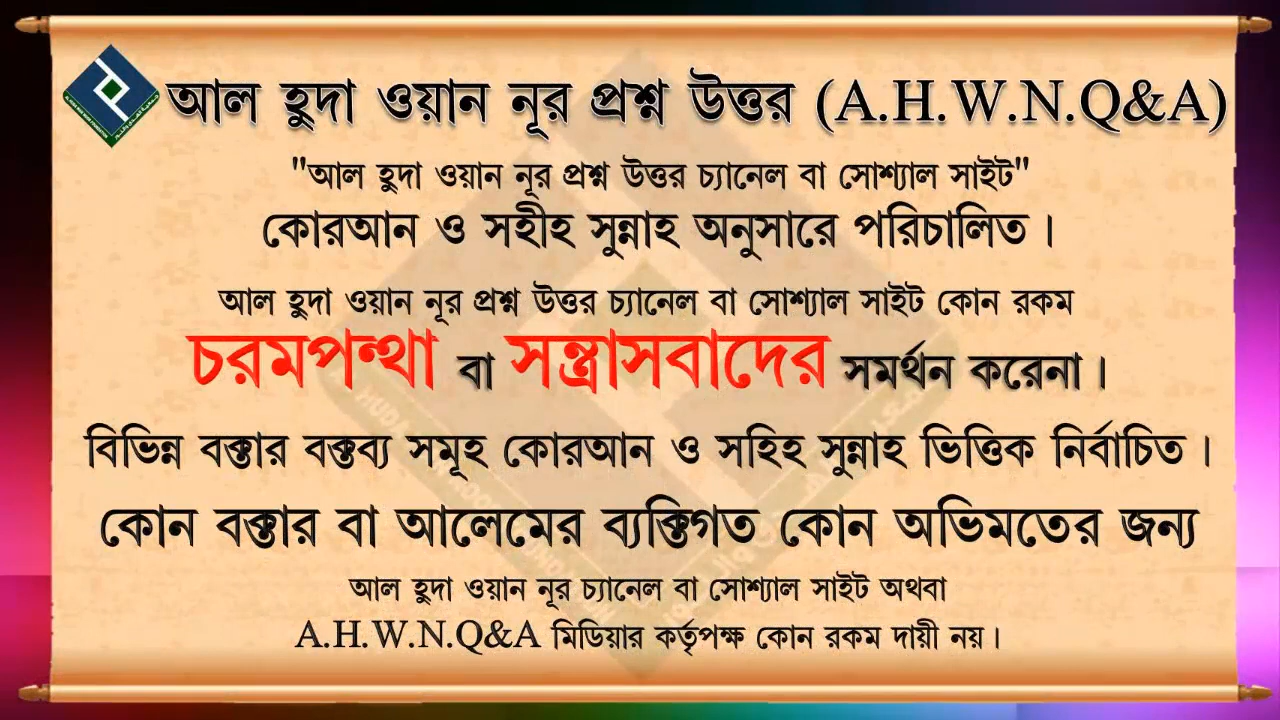 আল হুদা ওয়ান নূর প্রশ্ন উত্তর (A.H.W.N.Q&A)
"আল হুদা ওয়ান নূর প্রশ্ন উত্তর চ্যানেল বা সোশ্যাল সাইট"
কোরআন ও সহীহ সুন্নাহ অনুসারে পরিচালিত।
আল হুদা ওয়ান নূর প্রশ্ন উত্তর চ্যানেল বা সোশ্যাল সাইট কোন রকম
চরমপন্থা বা সন্ত্রাসবাদের সমর্থন করেনা।
বিভিন্ন বক্তার বক্তব্য সমূহ কোরআন ও সহিহ সুন্নাহ ভিত্তিক নির্বাচিত।
কোন বক্তার বা আলেমের ব্যক্তিগত কোন অভিমতের জন্য
আল হুদা ওয়ান নূর চ্যানেল বা সোশ্যাল সাইট অথবা
A.H.W.N.Q&A মিডিয়ার কর্তৃপক্ষ কোন রকম দায়ী নয়।